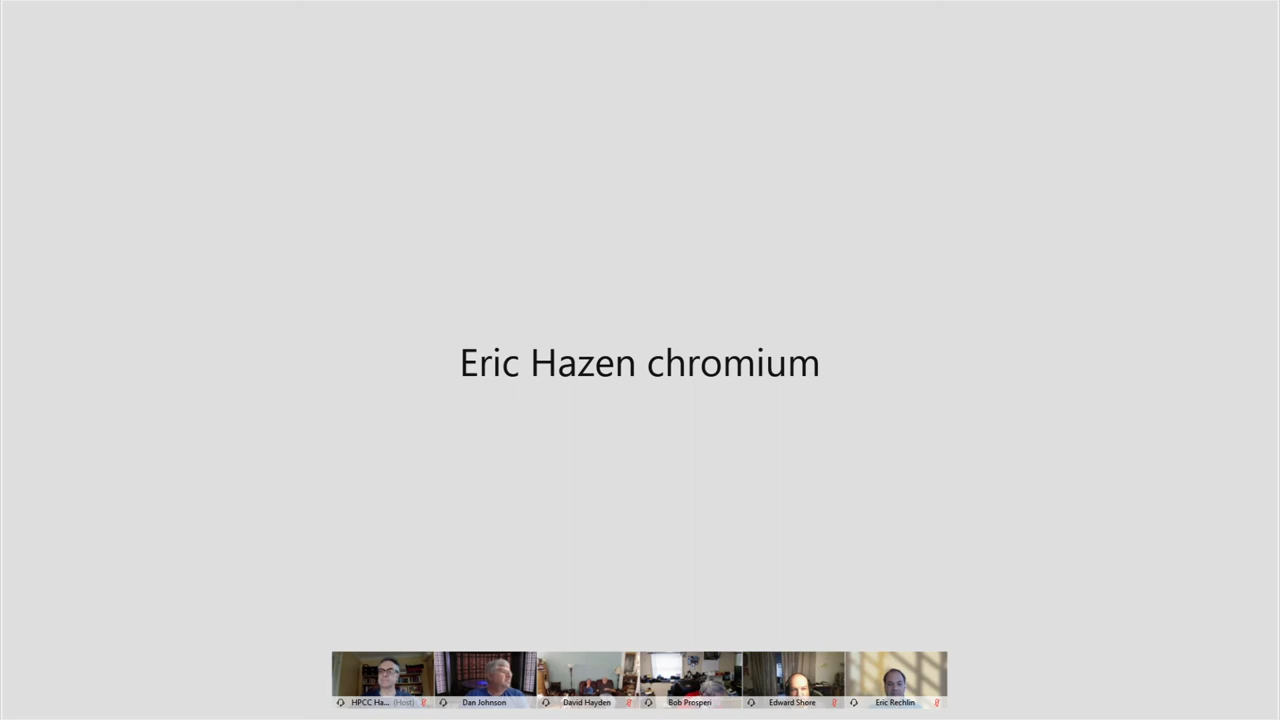 Eric Hazen chromium
HPCC Ha... (Host)
Dan Johnson
David Hayden
Bob Prosperi
Edward Shore
Eric Rechlin